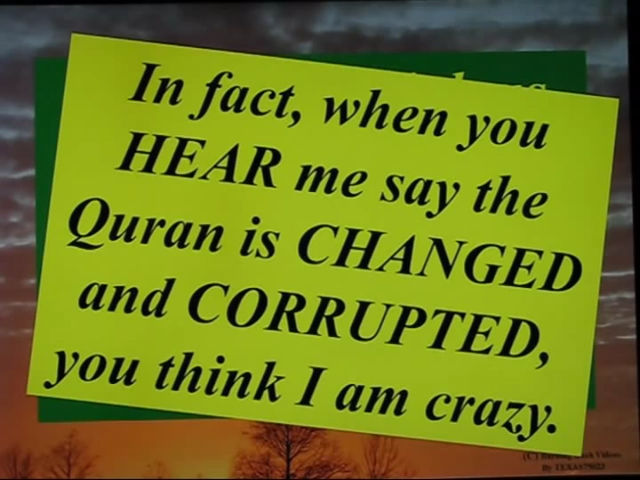 In fact, when you
HEAR me say the
Quran is CHANGED
and CORRUPTED,
you think I am crazy.